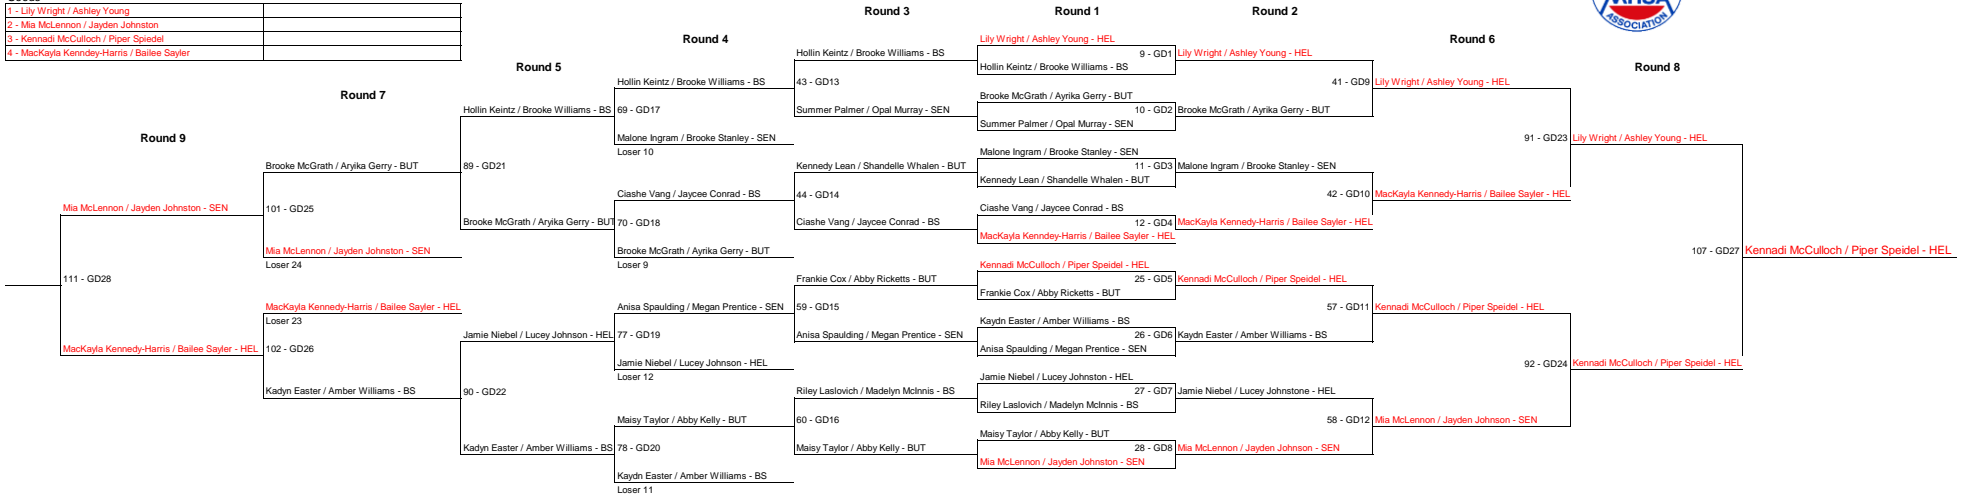 1 - Lily Wright / Ashley Young
2 - Mia McLennon / Jayden Johnston
3 - Kennadi McCulloch / Piper Spiedel
4 - MacKayla Kenndey-Harris / Bailee Sayler
ASSOCIATION
Round 9
Round 7
Round 5
Round 4
Round 3
Round 1
Round 2
Round 6
Round 8
Mia McLennon / Jayden Johnston - SEN
111 - GD28
MacKayla Kennedy-Harris / Bailee Sayler - HEL
Brooke McGrath / Aryika Gerry - BUT
101 - GD25
Mia McLennon / Jayden Johnston - SEN
Loser 24
MacKayla Kennedy-Harris / Bailee Sayler - HEL
Loser 23
102 - GD26
Kadyn Easter / Amber Williams - BS
Hollin Keintz / Brooke Williams - BS
89 - GD21
Brooke McGrath / Aryika Gerry - BUT
Jamie Niebel / Lucey Johnson - HEL
90 - GD22
Kadyn Easter / Amber Williams - BS
Hollin Keintz / Brooke Williams - BS
69 - GD17
Malone Ingram / Brooke Stanley - SEN
Loser 10
Ciashe Vang / Jaycee Conrad - BS
70 - GD18
Brooke McGrath / Ayrika Gerry - BUT
Loser 9
Anisa Spaulding / Megan Prentice - SEN
77 - GD19
Jamie Niebel / Lucey Johnson - HEL
Loser 12
Maisy Taylor / Abby Kelly - BUT
78 - GD20
Kaydn Easter / Amber Williams - BS
Loser 11
Hollin Keintz / Brooke Williams - BS
43 - GD13
Summer Palmer / Opal Murray - SEN
Kennedy Lean / Shandelle Whalen - BUT
44 - GD14
Ciashe Vang / Jaycee Conrad - BS
Frankie Cox / Abby Ricketts - BUT
59 - GD15
Anisa Spaulding / Megan Prentice - SEN
Riley Laslovich / Madelyn McInnis - BS
60 - GD16
Maisy Taylor / Abby Kelly - BUT
Lily Wright / Ashley Young - HEL
9 - GD1
Hollin Keintz / Brooke Williams - BS
Brooke McGrath / Ayrika Gerry - BUT
10 - GD2
Summer Palmer / Opal Murray - SEN
Malone Ingram / Brooke Stanley - SEN
11 - GD3
Kennedy Lean / Shandelle Whalen - BUT
Ciashe Vang / Jaycee Conrad - BS
12 - GD4
MacKayla Kenndey-Harris / Bailee Sayler - HEL
Kennadi McCulloch / Piper Speidel - HEL
25 - GD5
Frankie Cox / Abby Ricketts - BUT
Kaydn Easter / Amber Williams - BS
26 - GD6
Anisa Spaulding / Megan Prentice - SEN
Jamie Niebel / Lucey Johnston - HEL
27 - GD7
Riley Laslovich / Madelyn McInnis - BS
Maisy Taylor / Abby Kelly - BUT
28 - GD8
Mia McLennon / Jayden Johnston - SEN
Lily Wright / Ashley Young - HEL
41 - GD9
Brooke McGrath / Ayrika Gerry - BUT
Malone Ingram / Brooke Stanley - SEN
42 - GD10
MacKayla Kennedy-Harris / Bailee Sayler - HEL
Kennadi McCulloch / Piper Speidel - HEL
57 - GD11
Kaydn Easter / Amber Williams - BS
Jamie Niebel / Lucey Johnstone - HEL
58 - GD12
Mia McLennon / Jayden Johnson - SEN
Lily Wright / Ashley Young - HEL
91 - GD23
MacKayla Kennedy-Harris / Bailee Sayler - HEL
Kennadi McCulloch / Piper Speidel - HEL
92 - GD24
Mia McLennon / Jayden Johnson - SEN
Lily Wright / Ashley Young - HEL
107 - GD27
Kennadi McCulloch / Piper Speidel - HEL
Kennadi McCulloch / Piper Speidel - HEL